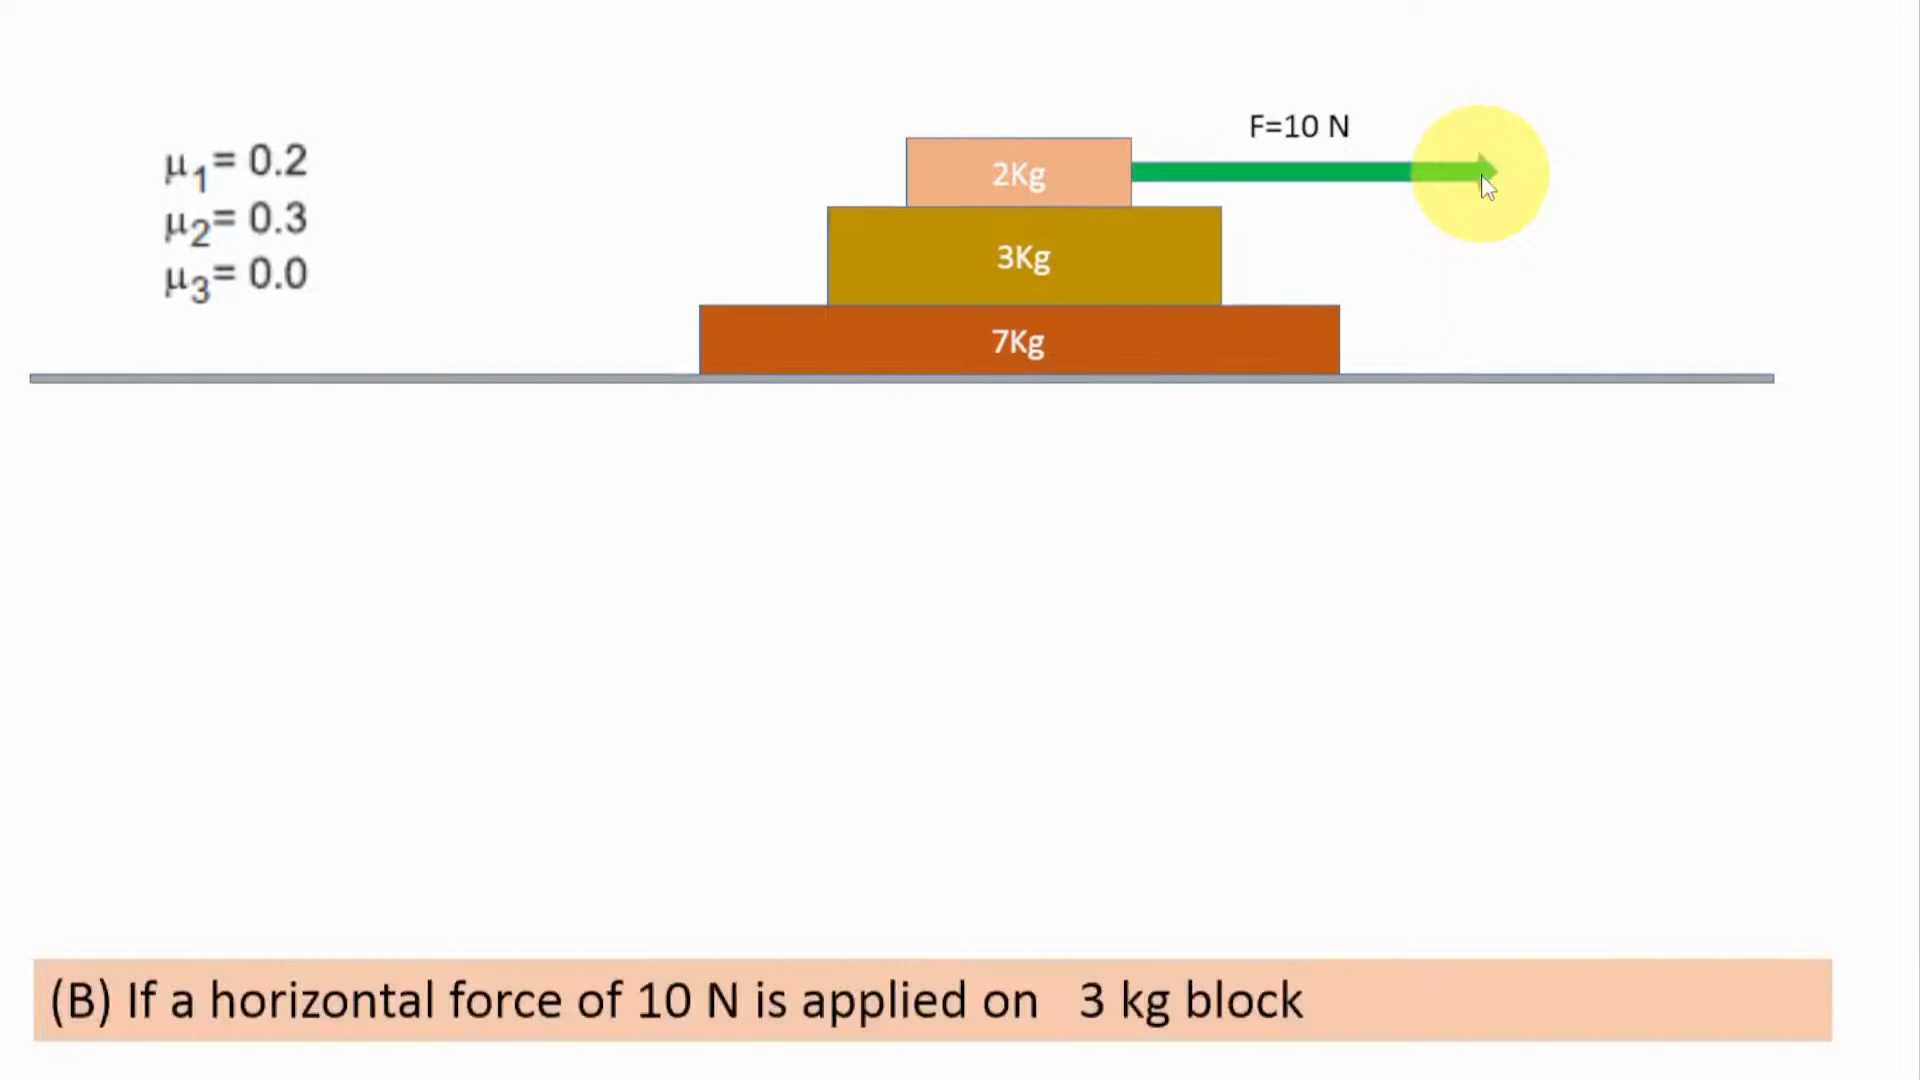 μ₁= 0.2
μ₂= 0.3
μ₃= 0.0
F=10 N
2Kg
3Kg
7Kg
(B) If a horizontal force of 10 N is applied on   3 kg block